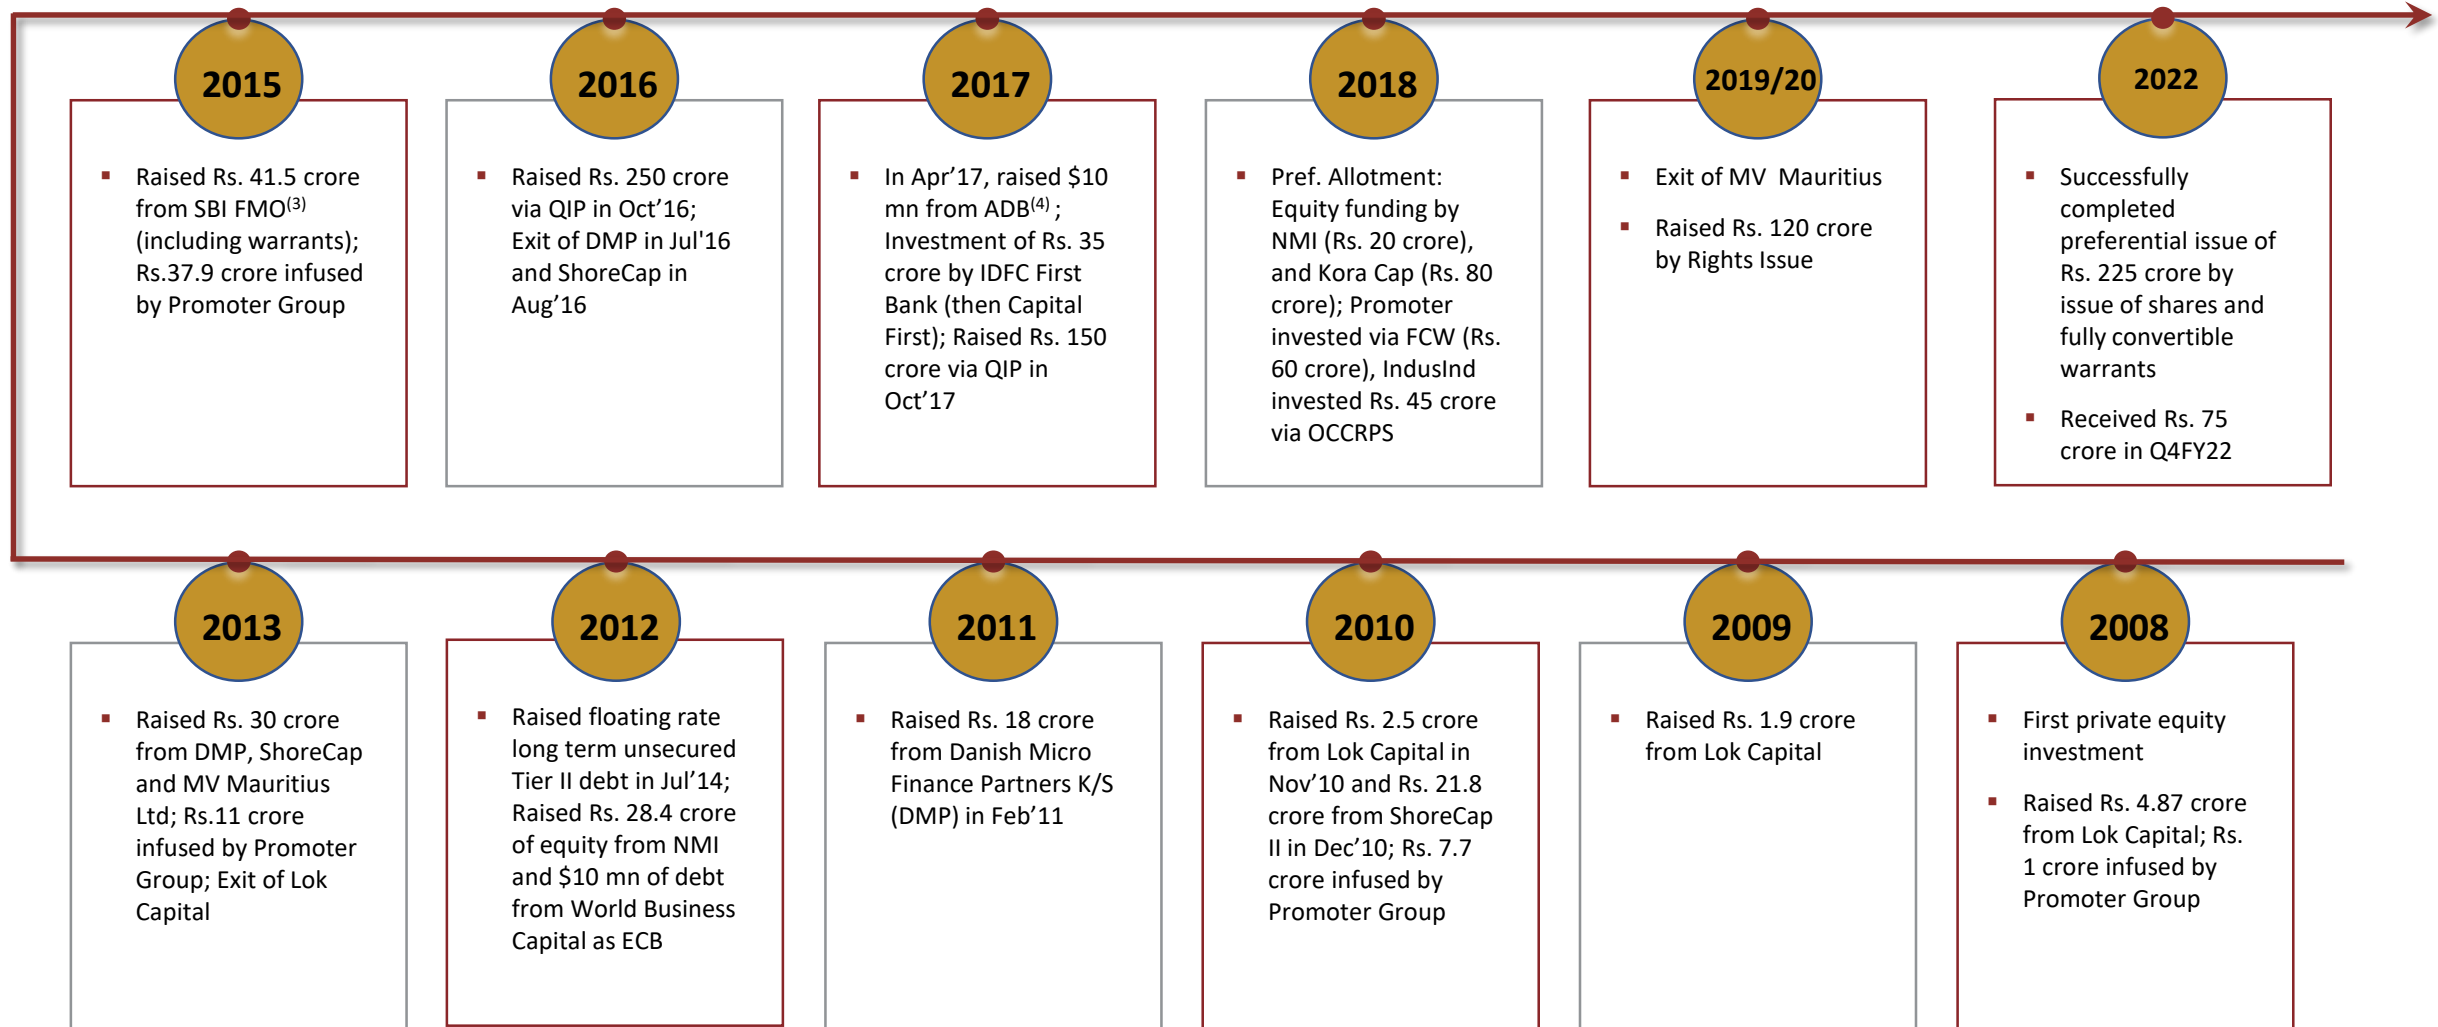 2015
Raised Rs. 41.5 crore
from SBI FMO(3)
(including warrants);
Rs.37.9 crore infused
by Promoter Group
2016
Raised Rs. 250 crore
via QIP in Oct’16;
Exit of DMP in Jul'16
and ShoreCap in
Aug’16
2017
In Apr’17, raised $10
mn from ADB(4) ;
Investment of Rs. 35
crore by IDFC First
Bank (then Capital
First); Raised Rs. 150
crore via QIP in
Oct’17
2018
Pref. Allotment:
Equity funding by
NMI (Rs. 20 crore),
and Kora Cap (Rs. 80
crore); Promoter
invested via FCW (Rs.
60 crore), IndusInd
invested Rs. 45 crore
via OCCRPS
2019/20
Exit of MV Mauritius
Raised Rs. 120 crore
by Rights Issue
2022
Successfully
completed
preferential issue of
Rs. 225 crore by
issue of shares and
fully convertible
warrants
Received Rs. 75
crore in Q4FY22
2013
Raised Rs. 30 crore
from DMP, ShoreCap
and MV Mauritius
Ltd; Rs.11 crore
infused by Promoter
Group; Exit of Lok
Capital
2012
Raised floating rate
long term unsecured
Tier II debt in Jul’14;
Raised Rs. 28.4 crore
of equity from NMI
and $10 mn of debt
from World Business
Capital as ECB
2011
Raised Rs. 18 crore
from Danish Micro
Finance Partners K/S
(DMP) in Feb’11
2010
Raised Rs. 2.5 crore
from Lok Capital in
Nov’10 and Rs. 21.8
crore from ShoreCap
II in Dec’10; Rs. 7.7
crore infused by
Promoter Group
2009
Raised Rs. 1.9 crore
from Lok Capital
2008
First private equity
investment
Raised Rs. 4.87 crore
from Lok Capital; Rs.
1 crore infused by
Promoter Group